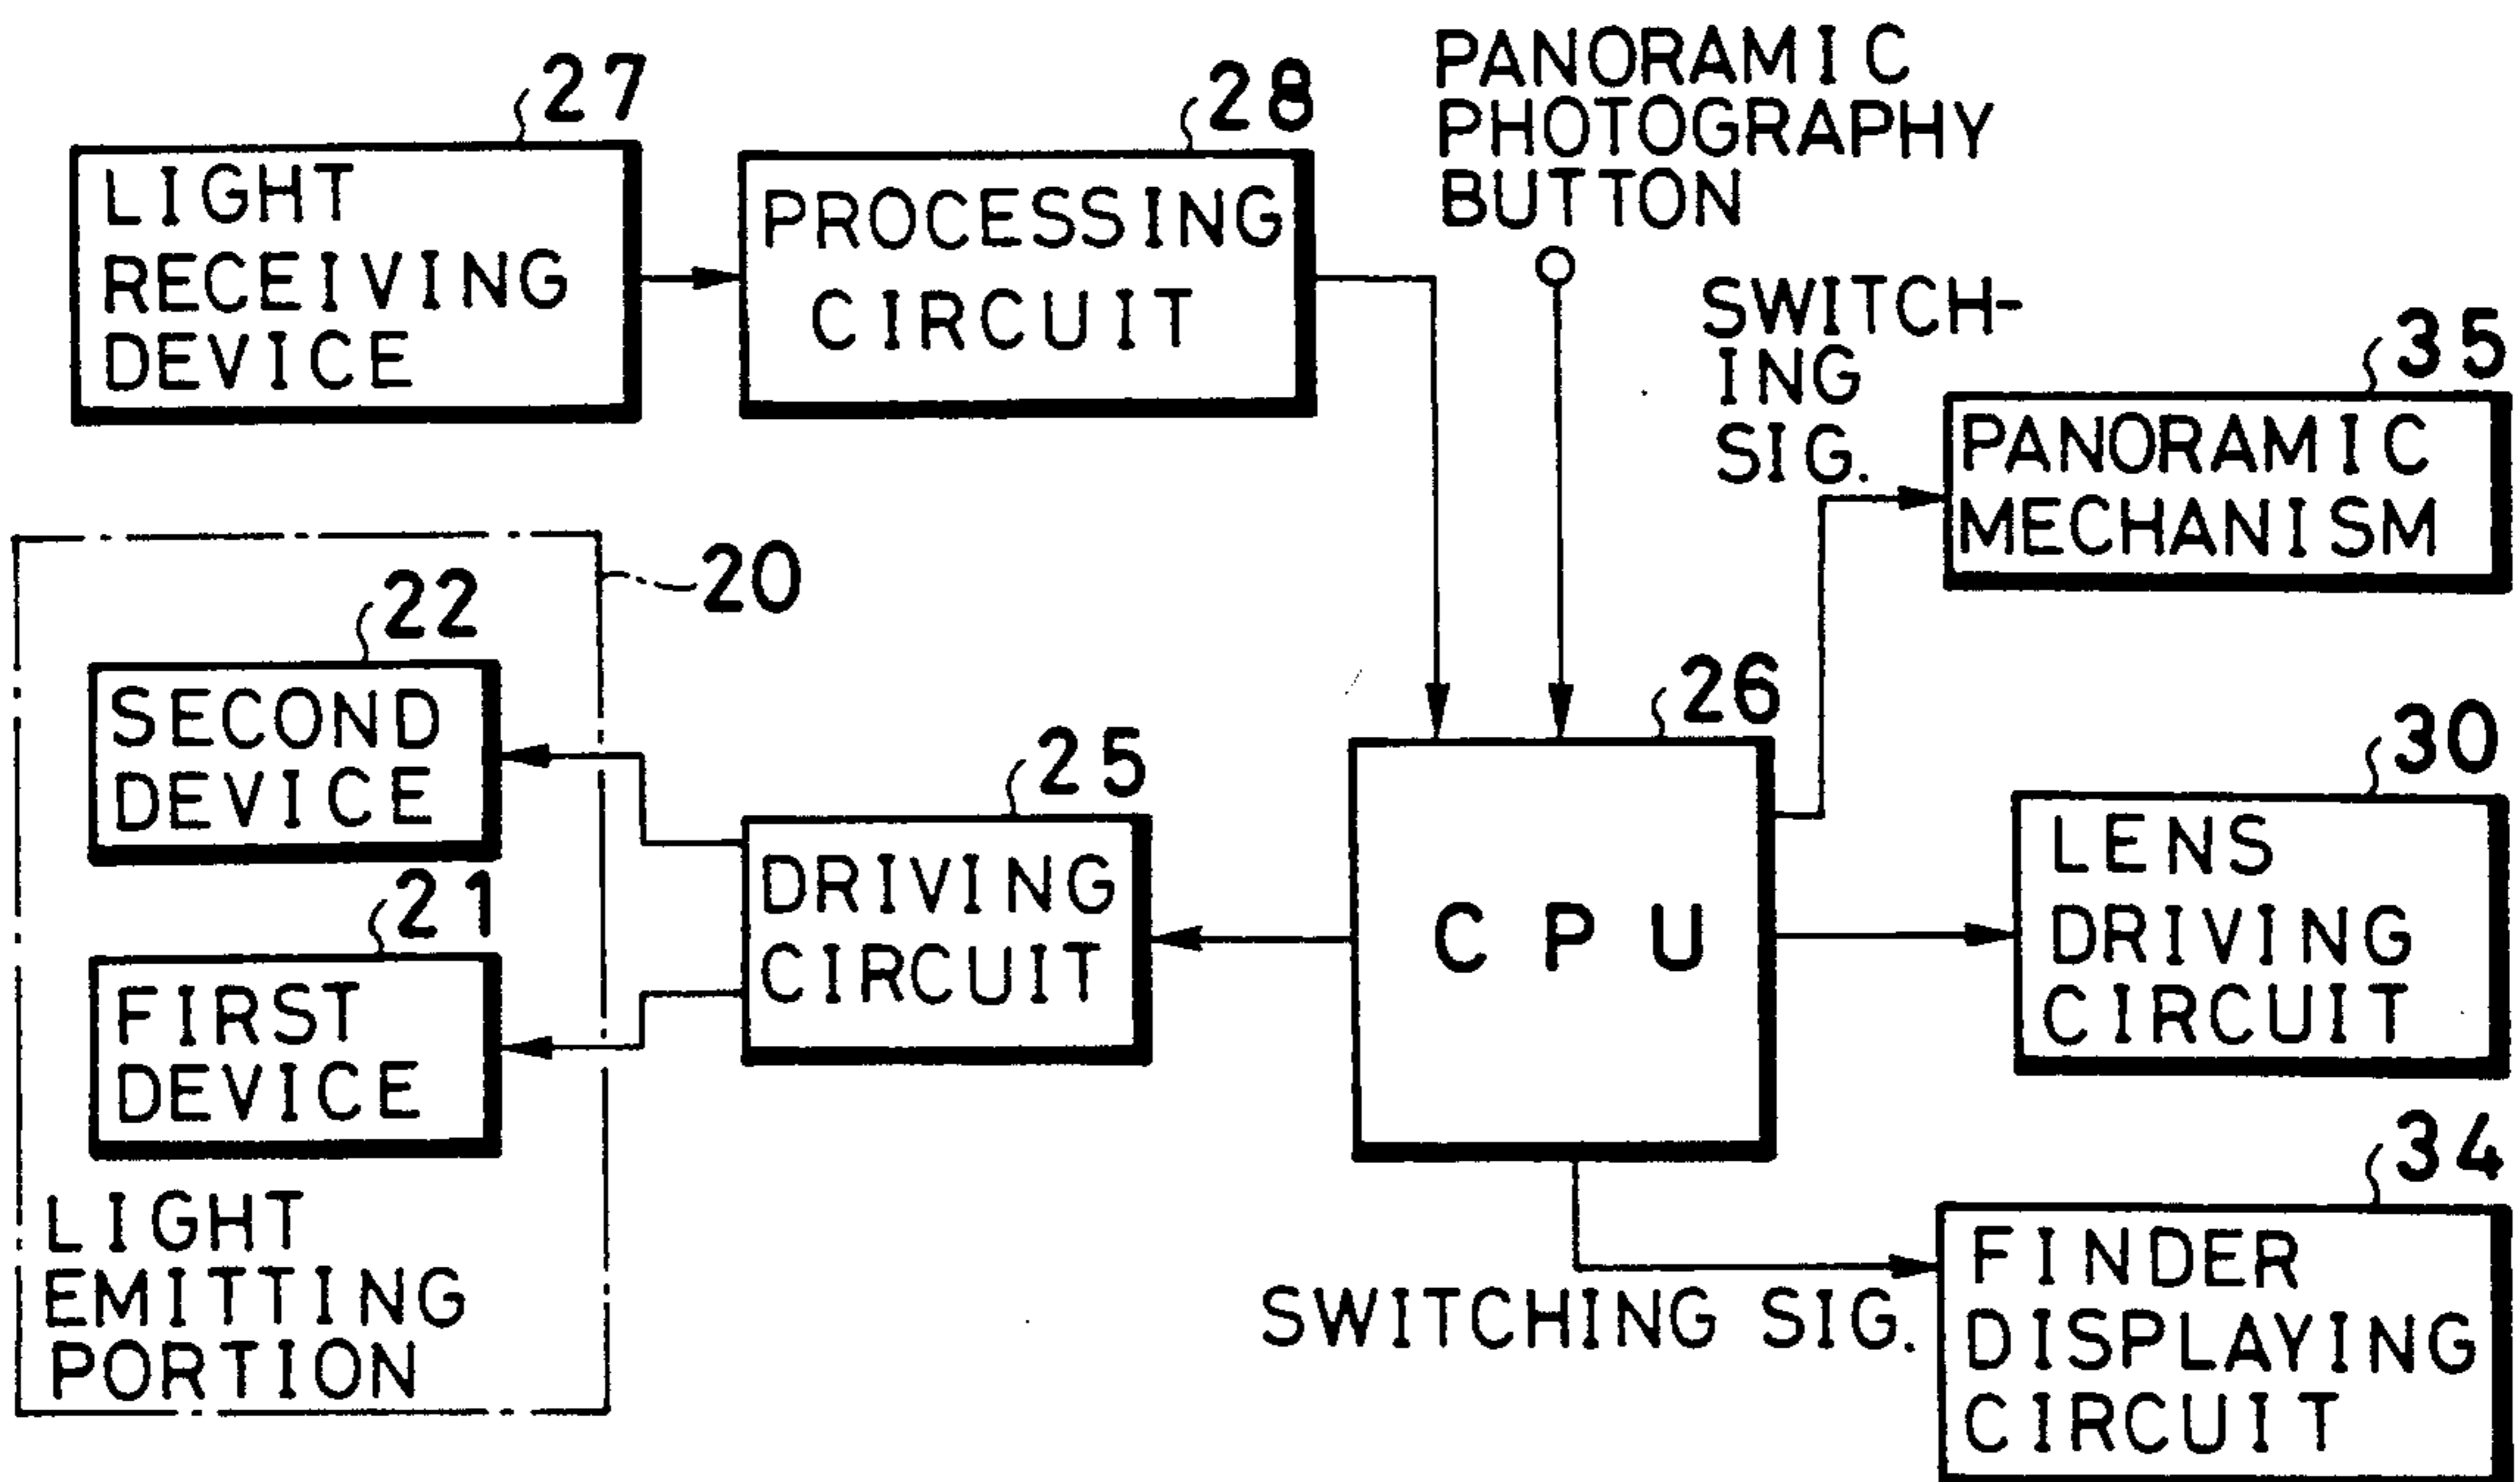 27
LIGHT
RECEIVING
DEVICE
28
PROCESSING
CIRCUIT
PANORAMIC
PHOTOGRAPHY
BUTTON
SWITCH-
ING
SIG.
35
PANORAMIC
MECHANISM
20
22
SECOND
DEVICE
21
FIRST
DEVICE
LIGHT
EMITTING
PORTION
25
DRIVING
CIRCUIT
26
CPU
30
LENS
DRIVING
CIRCUIT
SWITCHING SIG.
34
FINDER
DISPLAYING
CIRCUIT